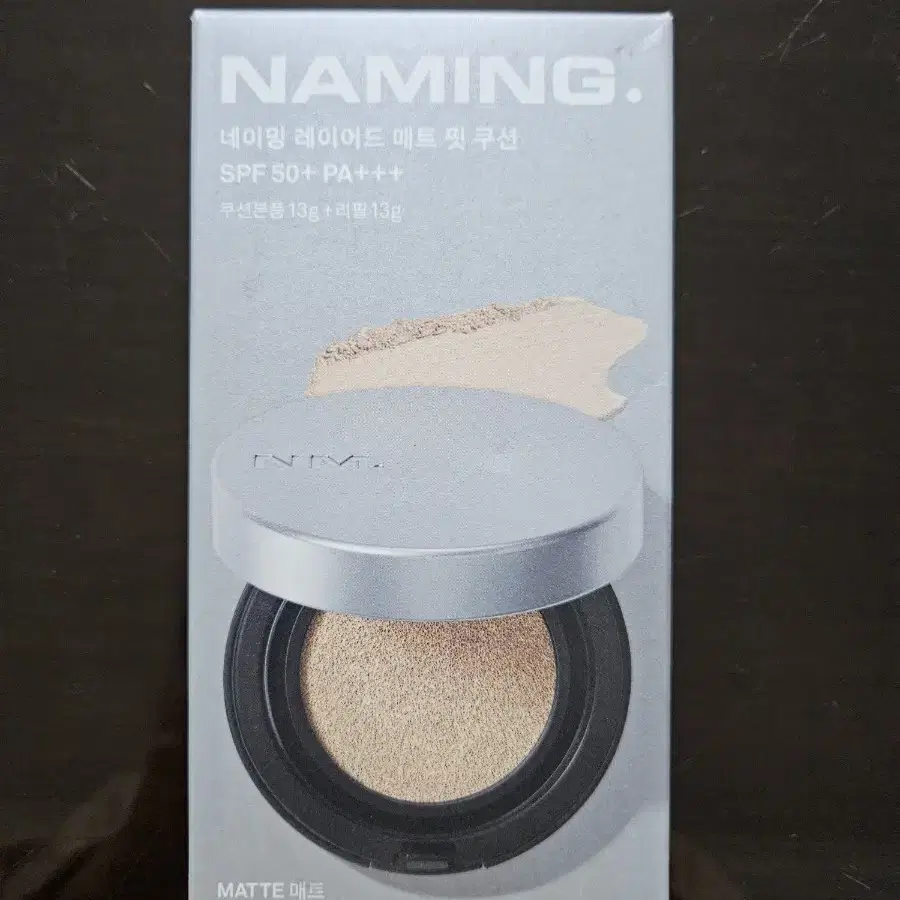 NAMING.
네이밍 레이어드 매트 핏 쿠션
SPF 50+ PA+++
쿠션본품 13g + 리필 13g
NM.
MATTE 매트